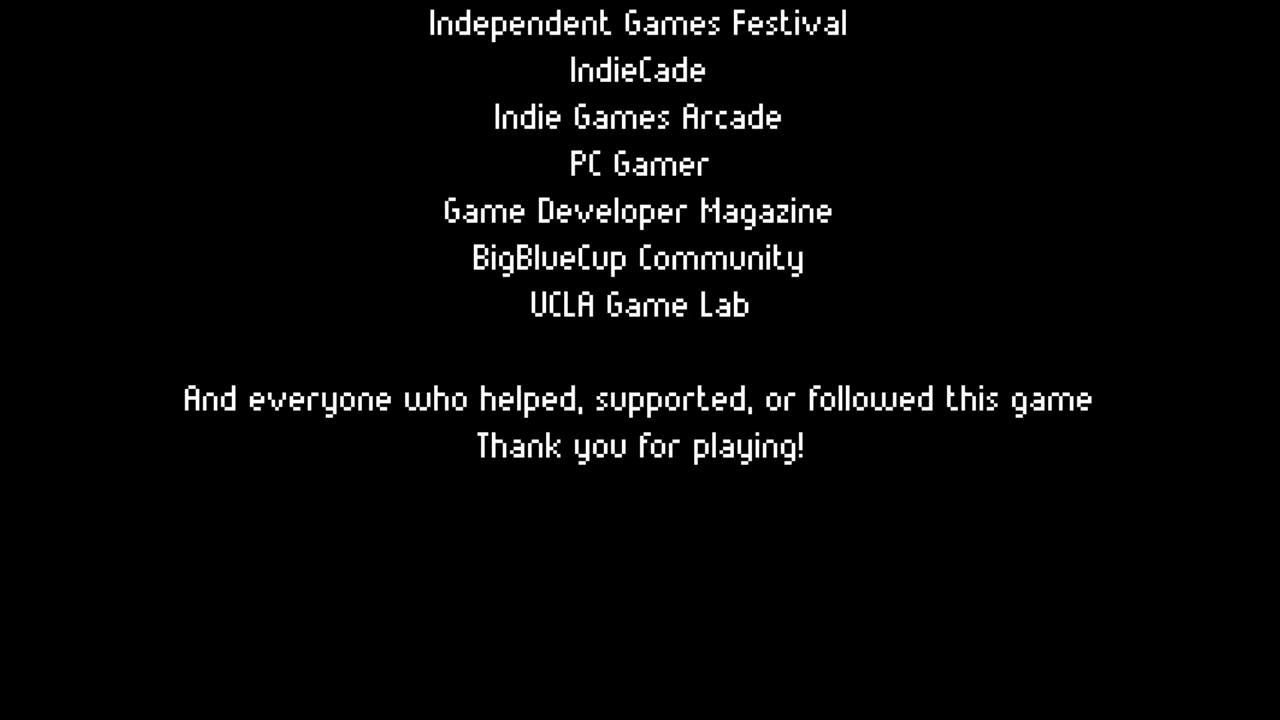 Independent Games Festival
IndieCade
Indie Games Arcade
PC Gamer
Game Developer Magazine
BigBlueCup Community
UCLA Game Lab
And everyone who helped, supported, or followed this game
Thank you for playing!